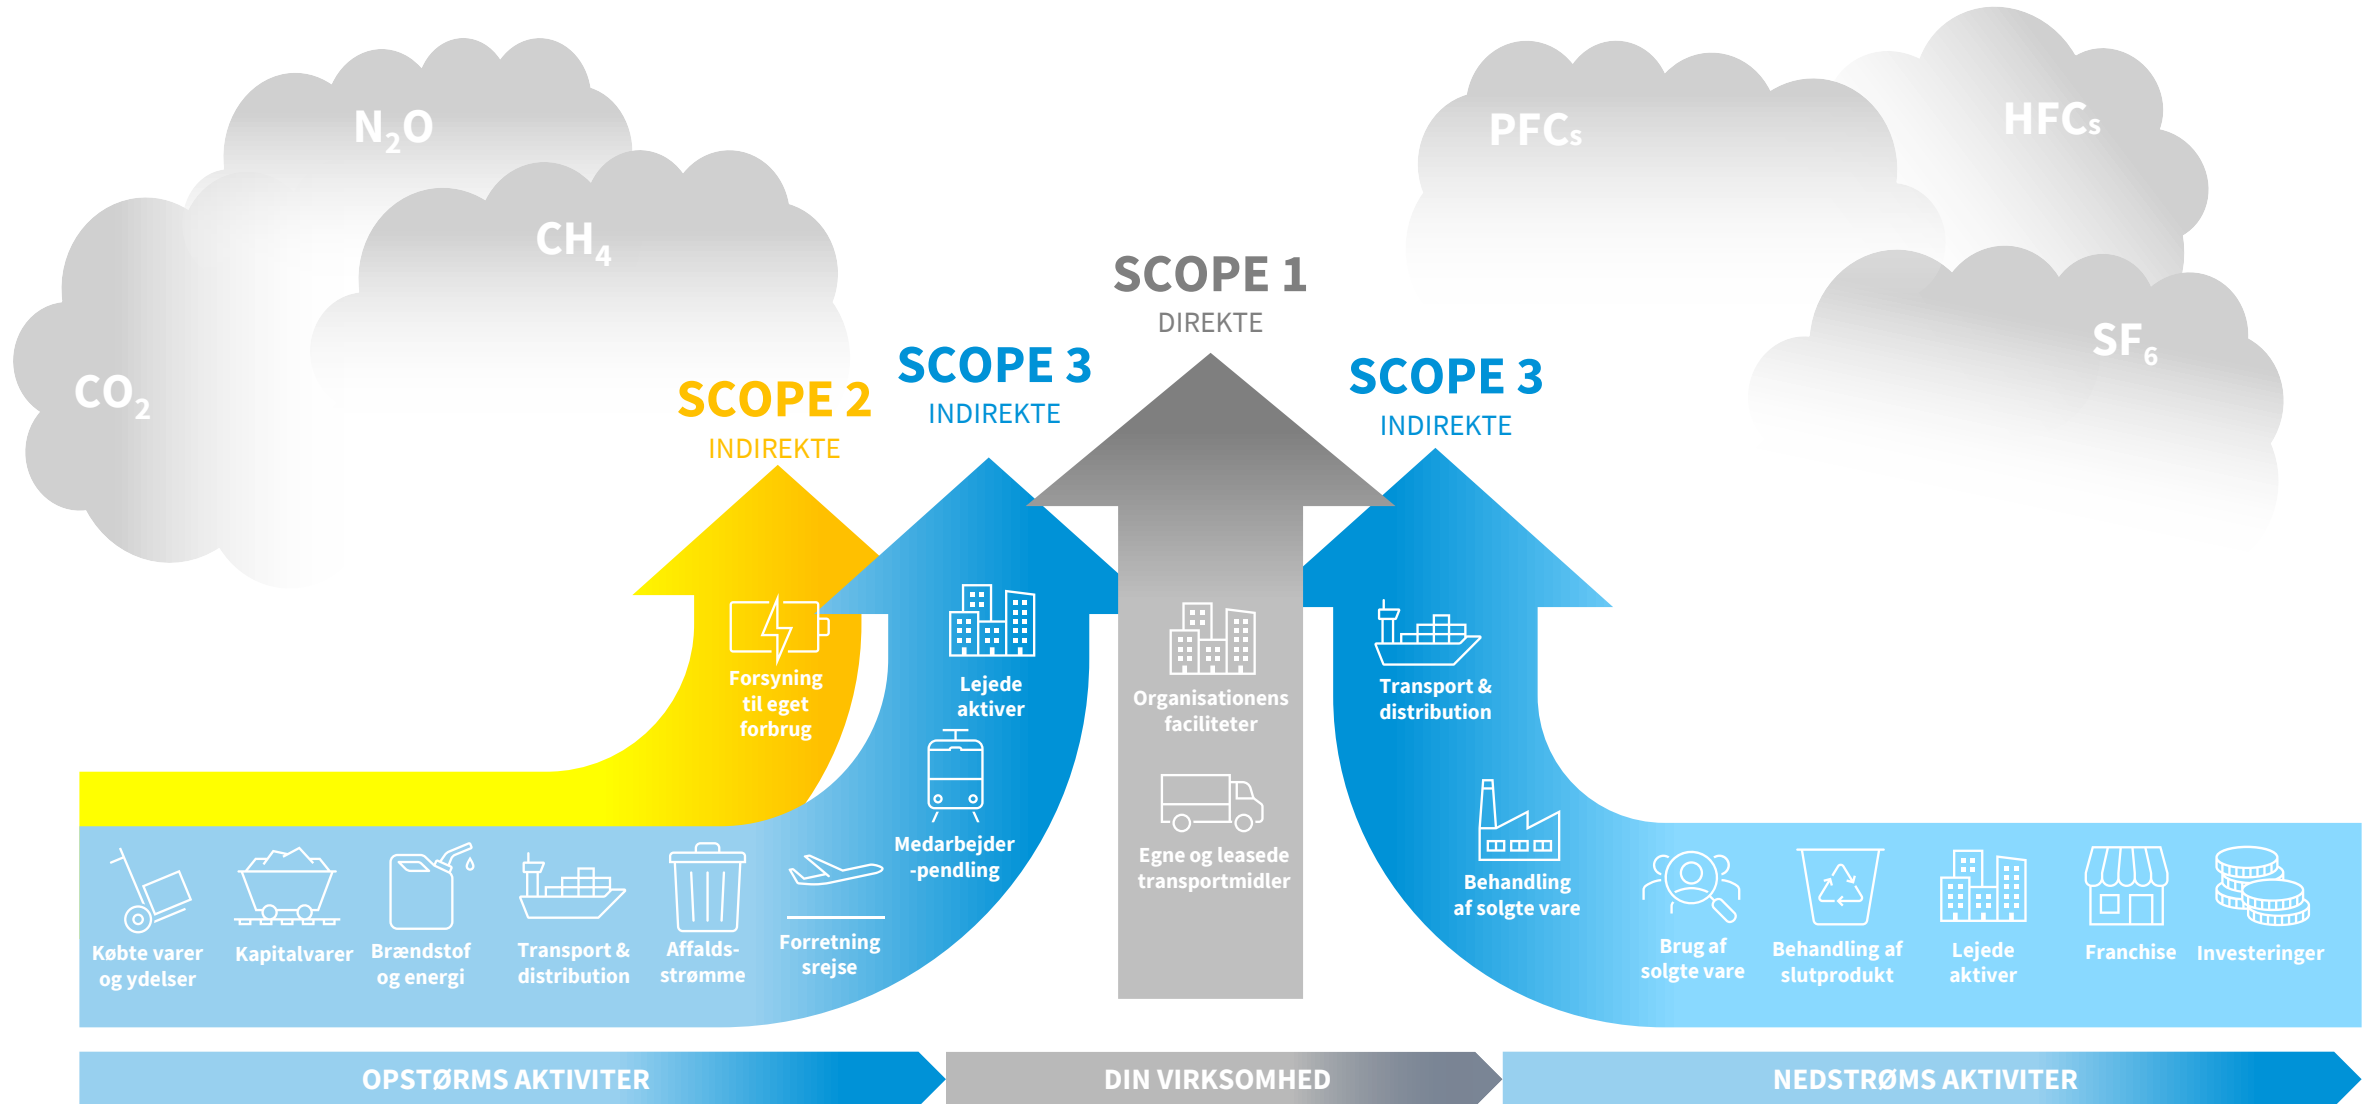 N₂O
CH₄
CO₂
PFCs
HFCs
SF₆
SCOPE 2
INDIREKTE
SCOPE 3
INDIREKTE
SCOPE 1
DIREKTE
SCOPE 3
INDIREKTE
Forsyning
til eget
forbrug
Lejede
aktiver
Medarbejder
-pendling
Organisationens
faciliteter
Egne og leasede
transportmidler
Transport &
distribution
Behandling
af solgte vare
Købte varer
og ydelser
Kapitalvarer
Brændstof
og energi
Transport &
distribution
Affalds-
strømme
Forretning
srejse
Brug af
solgte vare
Behandling af
slutprodukt
Lejede
aktiver
Franchise
Investeringer
OPSTØRMS AKTIVITER
DIN VIRKSOMHED
NEDSTRØMS AKTIVITER